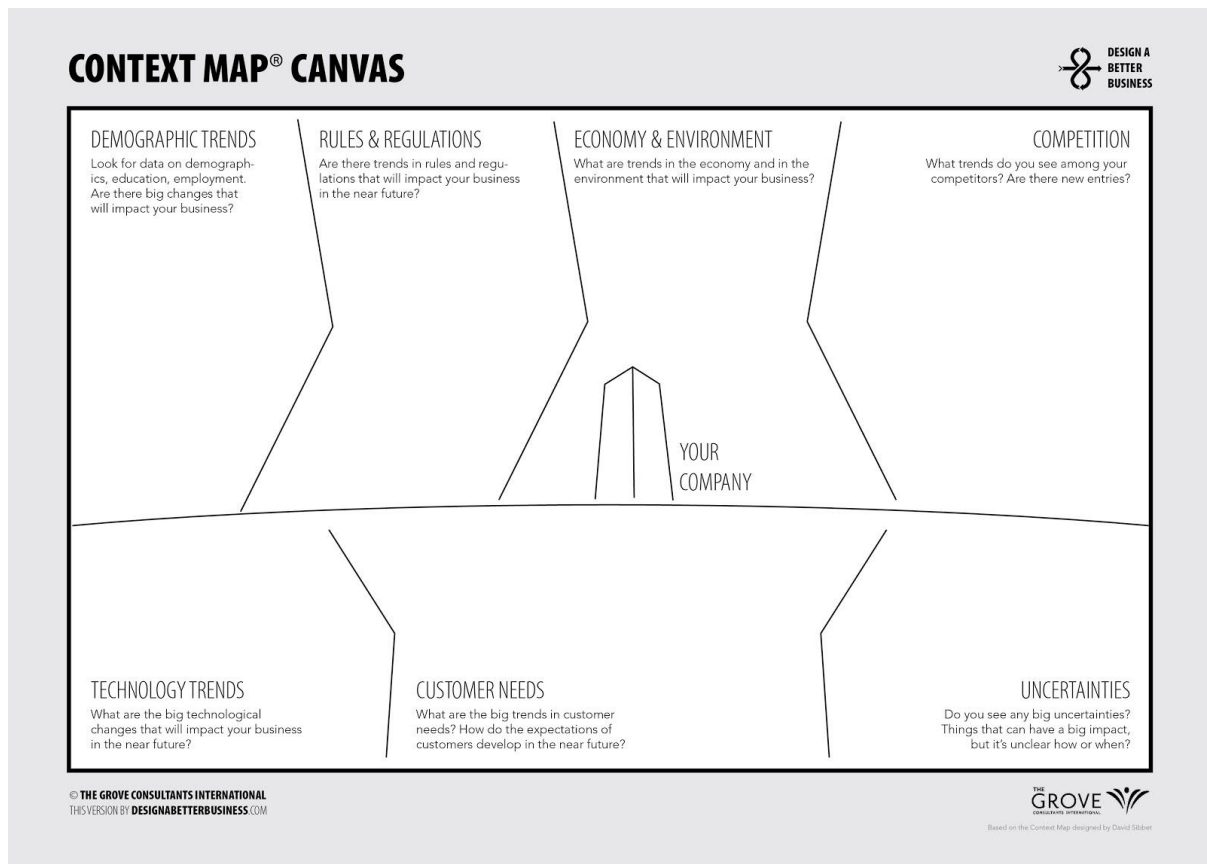 CONTEXT MAP® CANVAS
DESIGN A
BETTER
BUSINESS
DEMOGRAPHIC TRENDS
Look for data on demograph-
ics, education, employment.
Are there big changes that
will impact your business?
RULES & REGULATIONS
Are there trends in rules and regu-
lations that will impact your business
in the near future?
ECONOMY & ENVIRONMENT
What are trends in the economy and in the
environment that will impact your business?
COMPETITION
What trends do you see among your
competitors? Are there new entries?
YOUR
COMPANY
TECHNOLOGY TRENDS
What are the big technological
changes that will impact your business
in the near future?
CUSTOMER NEEDS
What are the big trends in customer
needs? How do the expectations of
customers develop in the near future?
UNCERTAINTIES
Do you see any big uncertainties?
Things that can have a big impact,
but it's unclear how or when?
© THE GROVE CONSULTANTS INTERNATIONAL
THIS VERSION BY DESIGNABETTERBUSINESS.COM
THE
GROVE
CONSULTANTS INTERNATIONAL
Based on the Context Map designed by David Sibbet